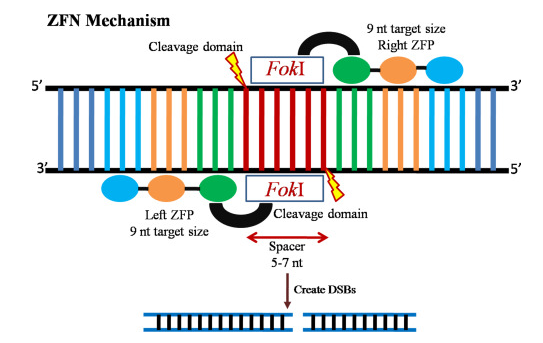 ZFN Mechanism
9 nt target size
Right ZFP
Cleavage domain
FokI
5’
3’
3’
5’
FokI
Left ZFP
9 nt target size
Cleavage domain
Spacer
5-7 nt
Create DSBs